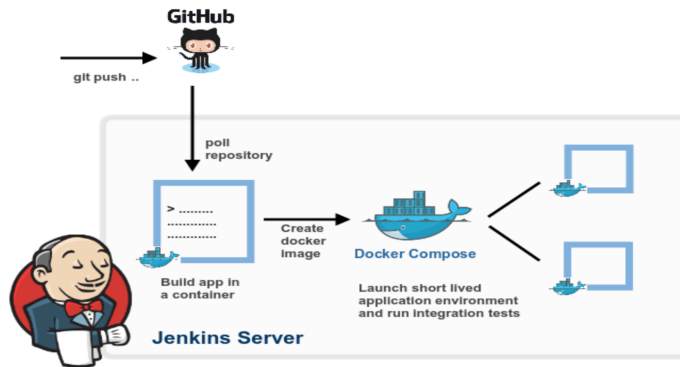 GitHub
git push ..
poll
repository
> .........
.............
.............
Create
docker
image
Docker Compose
Build app in
a container
Launch short lived
application environment
and run integration tests
Jenkins Server